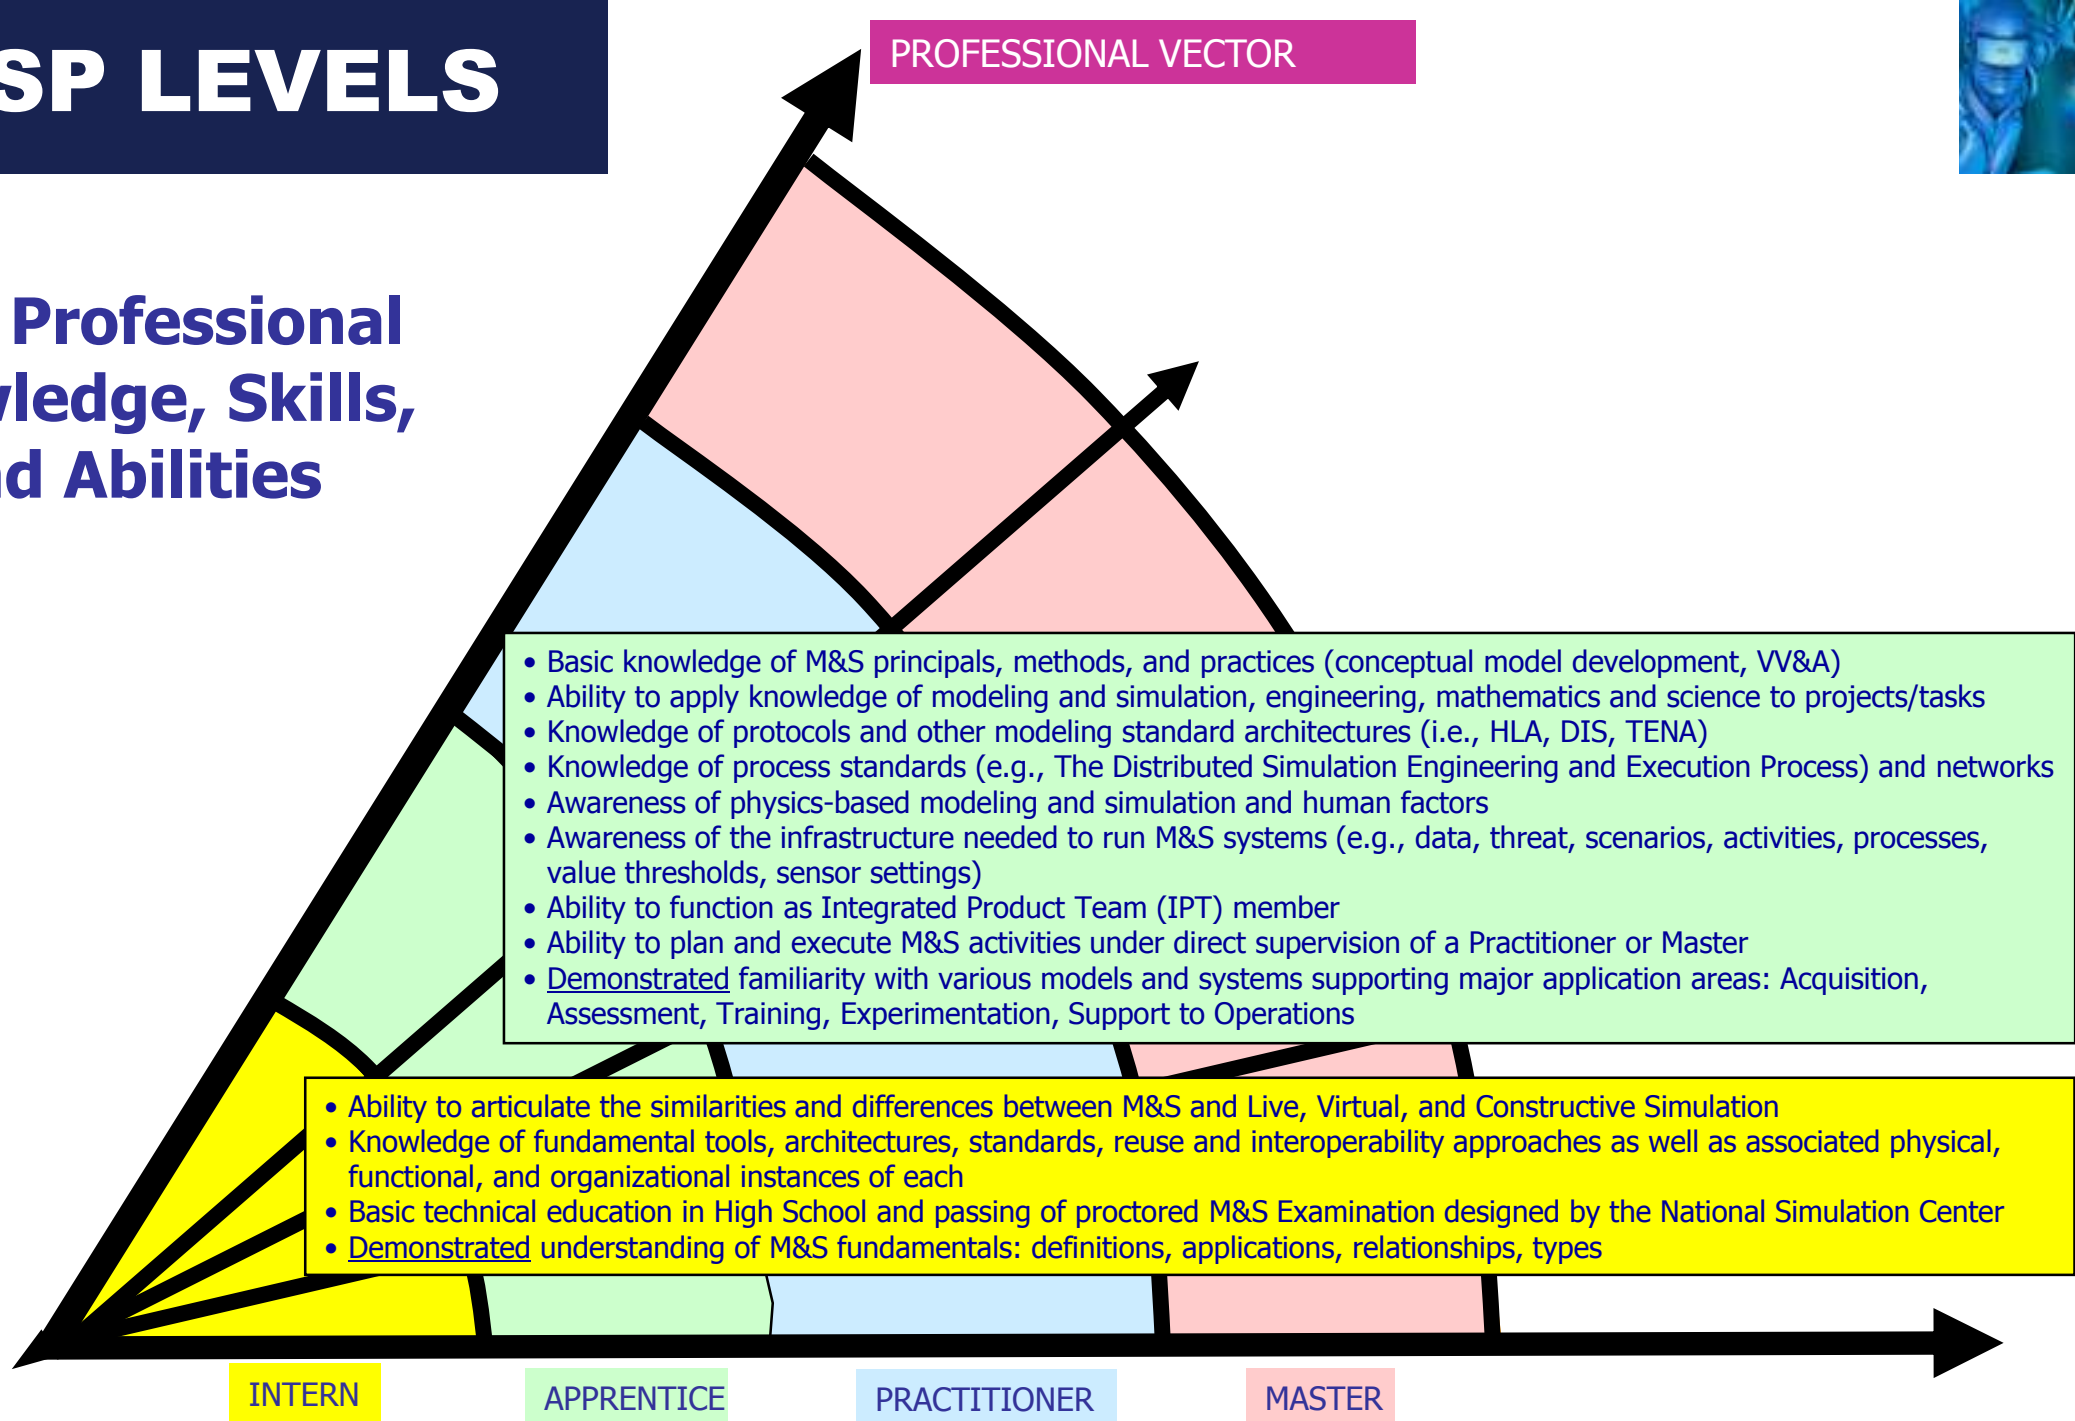 SP LEVELS
PROFESSIONAL VECTOR
Professional
wledge, Skills,
nd Abilities
• Basic knowledge of M&S principals, methods, and practices (conceptual model development, VV&A)
• Ability to apply knowledge of modeling and simulation, engineering, mathematics and science to projects/tasks
• Knowledge of protocols and other modeling standard architectures (i.e., HLA, DIS, TENA)
• Knowledge of process standards (e.g., The Distributed Simulation Engineering and Execution Process) and networks
• Awareness of physics-based modeling and simulation and human factors
• Awareness of the infrastructure needed to run M&S systems (e.g., data, threat, scenarios, activities, processes,
value thresholds, sensor settings)
• Ability to function as Integrated Product Team (IPT) member
• Ability to plan and execute M&S activities under direct supervision of a Practitioner or Master
• Demonstrated familiarity with various models and systems supporting major application areas: Acquisition,
Assessment, Training, Experimentation, Support to Operations
• Ability to articulate the similarities and differences between M&S and Live, Virtual, and Constructive Simulation
• Knowledge of fundamental tools, architectures, standards, reuse and interoperability approaches as well as associated physical,
functional, and organizational instances of each
• Basic technical education in High School and passing of proctored M&S Examination designed by the National Simulation Center
• Demonstrated understanding of M&S fundamentals: definitions, applications, relationships, types
INTERN
APPRENTICE
PRACTITIONER
MASTER